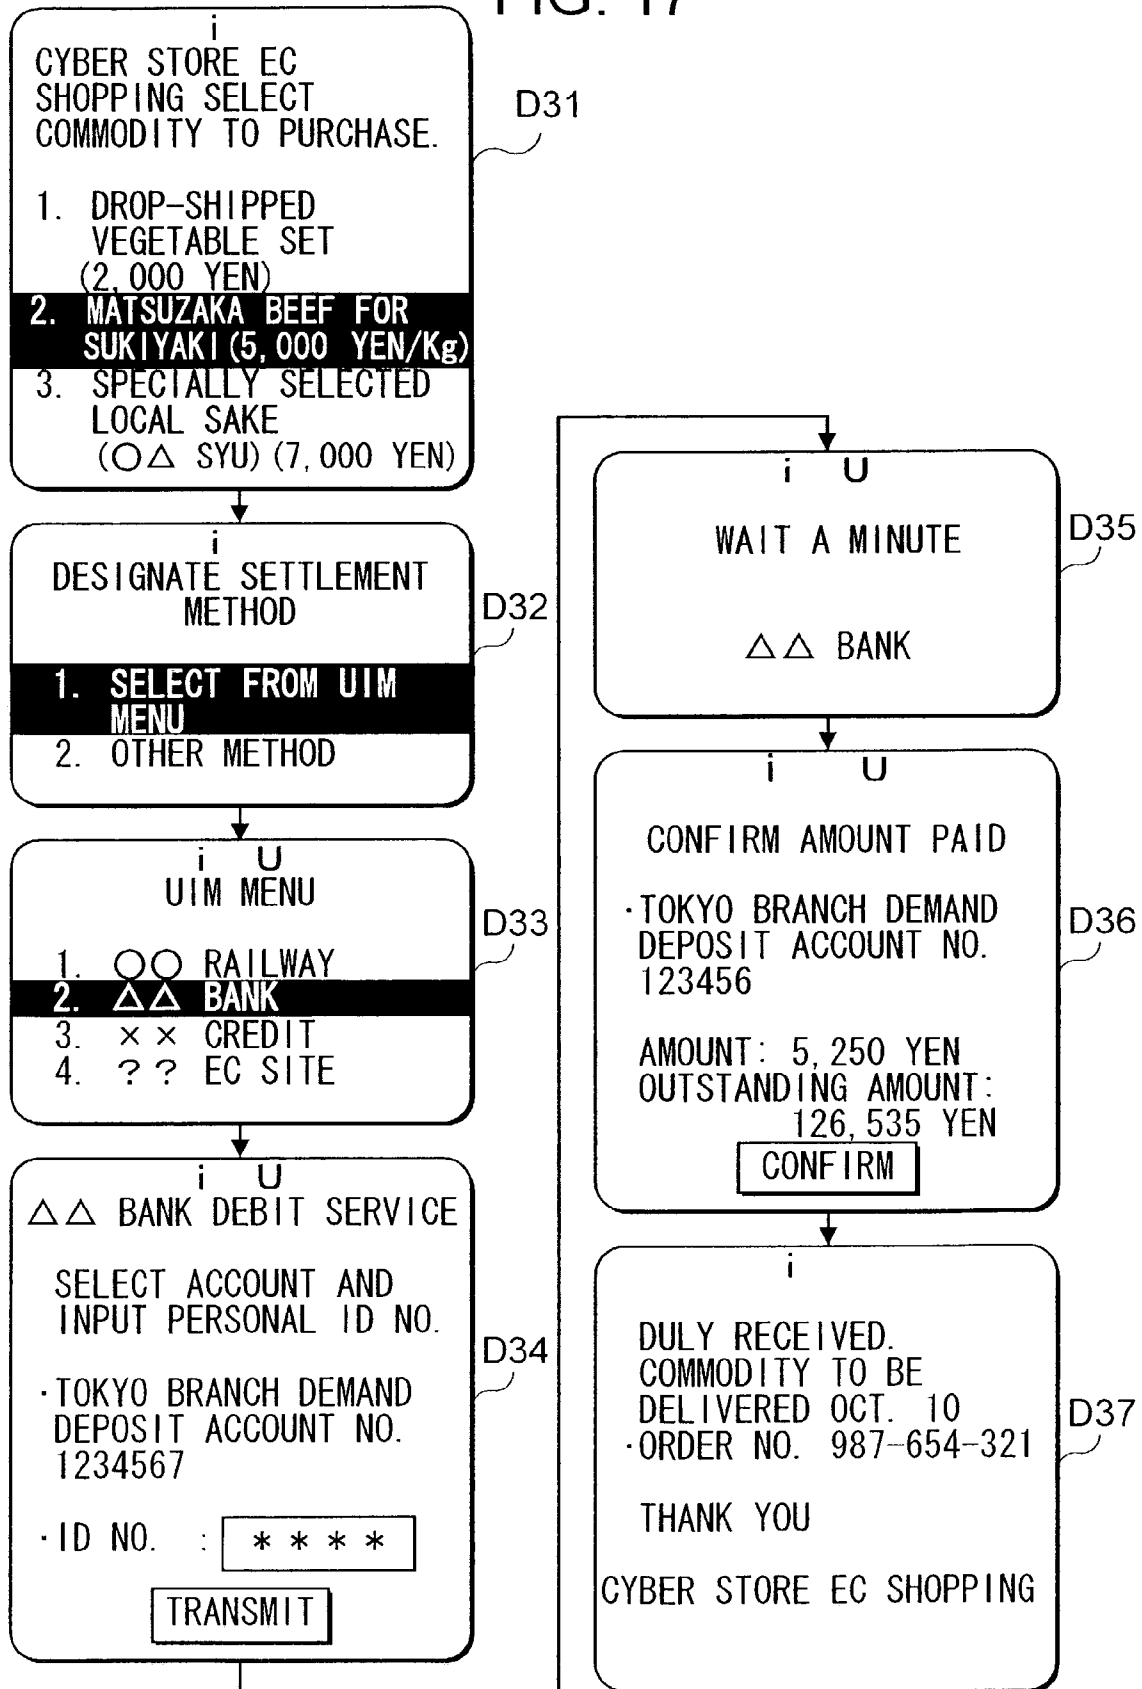 FIG. 17
i
CYBER STORE EC
SHOPPING SELECT
COMMODITY TO PURCHASE.
1. DROP-SHIPPED
VEGETABLE SET
(2,000 YEN)
2. MATSUZAKA BEEF FOR
SUKIYAKI(5,000 YEN/Kg)
3. SPECIALLY SELECTED
LOCAL SAKE
(○△ SYU)(7,000 YEN)
D31
i
DESIGNATE SETTLEMENT
METHOD
1. SELECT FROM UIM
MENU
2. OTHER METHOD
D32
i U
UIM MENU
1. ○○ RAILWAY
2. △△ BANK
3. ×× CREDIT
4. ?? EC SITE
D33
i U
△△ BANK DEBIT SERVICE
SELECT ACCOUNT AND
INPUT PERSONAL ID NO.
·TOKYO BRANCH DEMAND
DEPOSIT ACCOUNT NO.
1234567
·ID NO. : ****
TRANSMIT
D34
i U
WAIT A MINUTE
△△ BANK
D35
i U
CONFIRM AMOUNT PAID
·TOKYO BRANCH DEMAND
DEPOSIT ACCOUNT NO.
123456
AMOUNT: 5,250 YEN
OUTSTANDING AMOUNT:
126,535 YEN
CONFIRM
D36
i
DULY RECEIVED.
COMMODITY TO BE
DELIVERED OCT. 10
·ORDER NO. 987-654-321
THANK YOU
CYBER STORE EC SHOPPING
D37